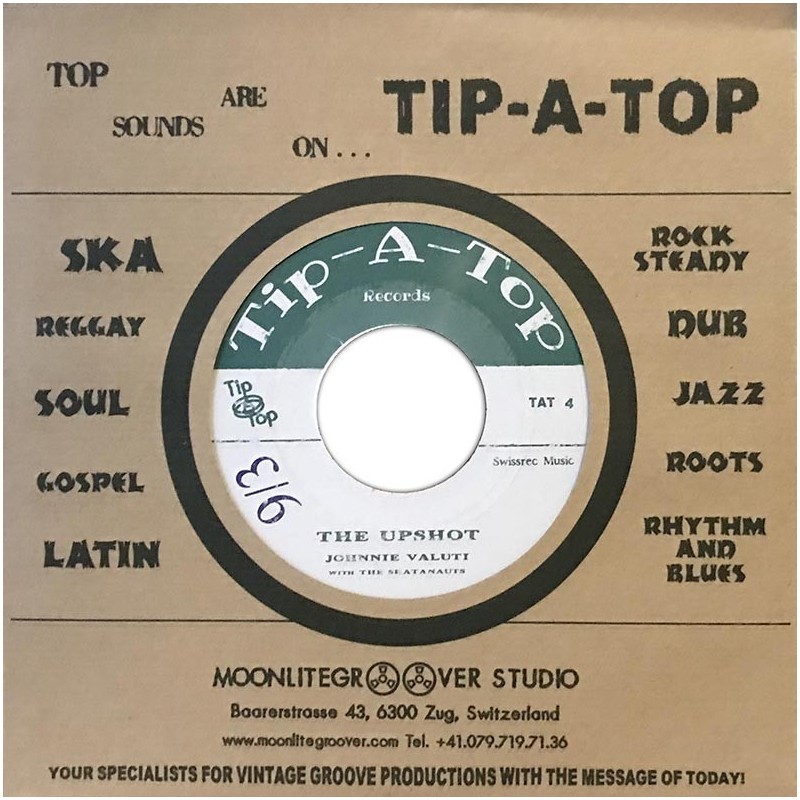 TOP
SOUNDS
ARE
ON...
TIP-A-TOP
SKA
REGGAY
SOUL
GOSPEL
LATIN
Tip-A-Top
Records
Tip
Top
TAT 4
Swissrec Music
9/3
THE UPSHOT
JOHNNIE VALUTI
WITH THE SEATANAUTS
ROCK
STEADY
DUB
JAZZ
ROOTS
RHYTHM
AND
BLUES
MOONLITEGROOVER STUDIO
Baarerstrasse 43, 6300 Zug, Switzerland
www.moonlitegroover.com Tel. +41.079.719.71.36
YOUR SPECIALISTS FOR VINTAGE GROOVE PRODUCTIONS WITH THE MESSAGE OF TODAY!